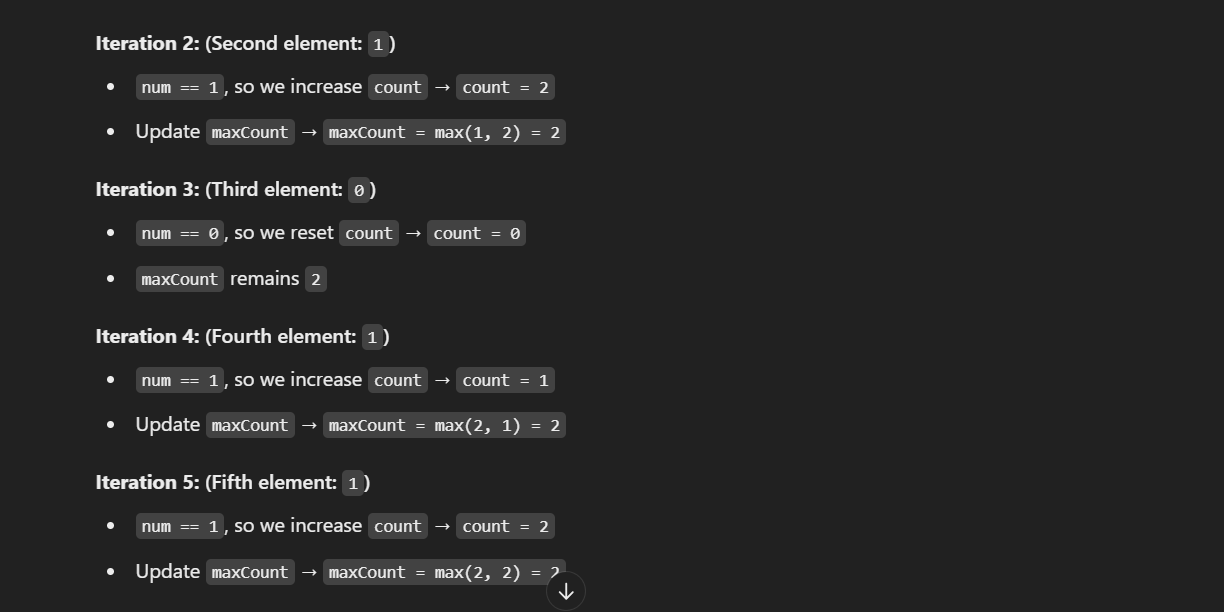 Iteration 2: (Second element: 1)
• num == 1, so we increase count → count = 2
• Update maxCount → maxCount = max(1, 2) = 2
Iteration 3: (Third element: 0)
• num == 0, so we reset count → count = 0
• maxCount remains 2
Iteration 4: (Fourth element: 1)
• num == 1, so we increase count → count = 1
• Update maxCount → maxCount = max(2, 1) = 2
Iteration 5: (Fifth element: 1)
• num == 1, so we increase count → count = 2
• Update maxCount → maxCount = max(2, 2) = 2